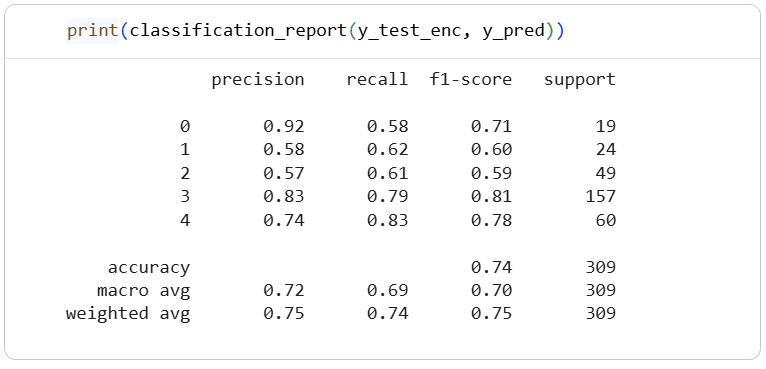 print(classification_report(y_test_enc, y_pred))
precision recall f1-score support
0 0.92 0.58 0.71 19
1 0.58 0.62 0.60 24
2 0.57 0.61 0.59 49
3 0.83 0.79 0.81 157
4 0.74 0.83 0.78 60
accuracy 0.74 309
macro avg 0.72 0.69 0.70 309
weighted avg 0.75 0.74 0.75 309